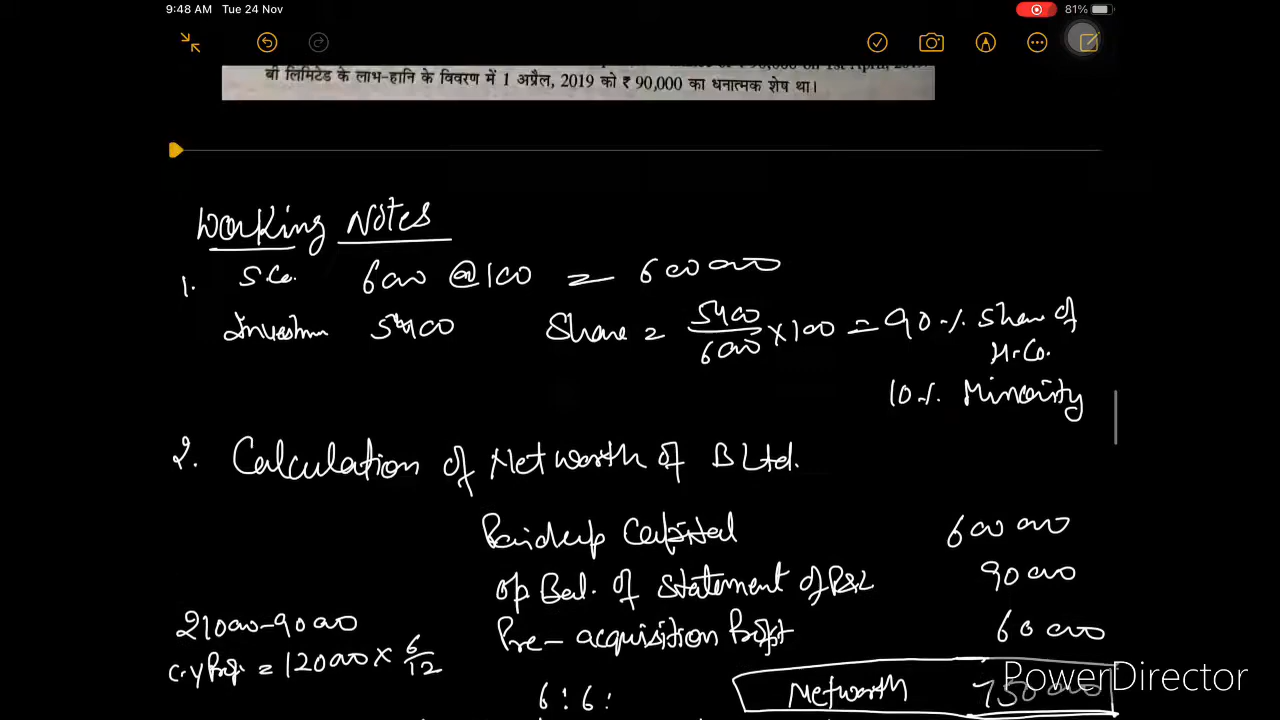 9:48 AM Tue 24 Nov
81%
बी लिमिटेड के लाभ-हानि के विवरण में 1 अप्रैल, 2019 को ₹ 90,000 का धनात्मक शेष था।
Working Notes
1. S.Co. 6000 @ 100 = 600000
5400 Share = 5400/6000 × 100 = 90% Share of H.Co.
10% Minority
2. Calculation of Networth of B Ltd.
Paidup Capital 600000
Op Bal. of Statement of P&L 90000
Pre-acquisition Profit 60000
210000-90000
C.y Prof. = 120000 × 6/12
Networth 750000
6:6:
PowerDirector